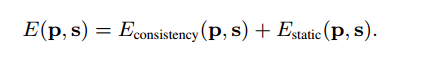 E(p, s) = E_consistency(p, s) + E_static(p, s).